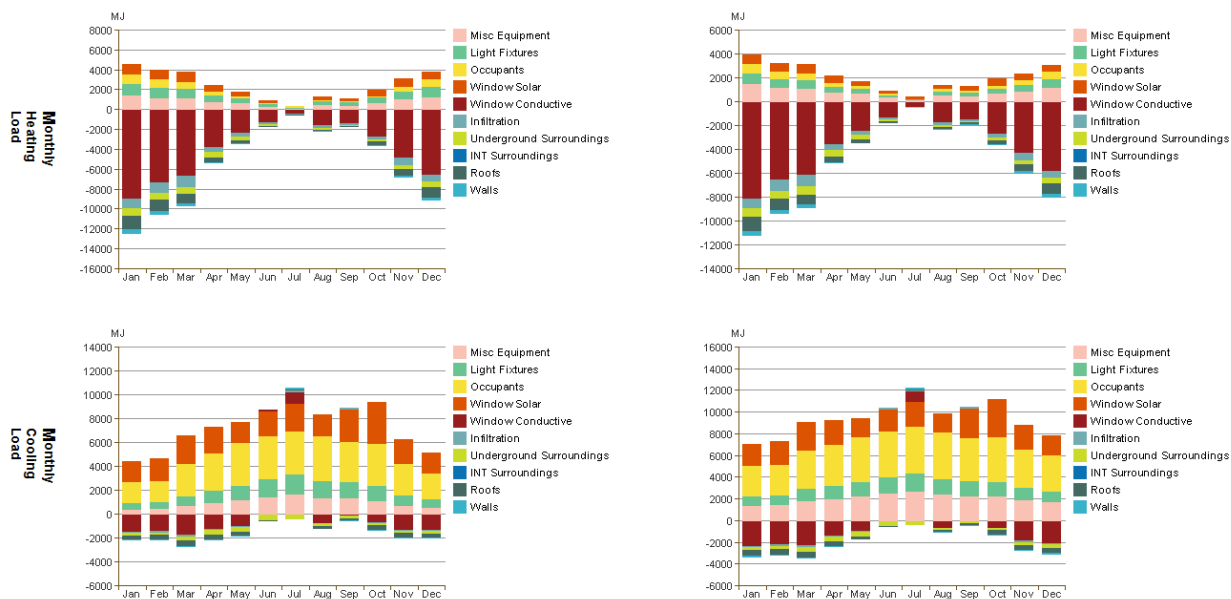 Monthly
Heating
Load
MJ
8000
6000
4000
2000
0
-2000
-4000
-6000
-8000
-10000
-12000
-14000
-16000
Jan Feb Mar Apr May Jun Jul Aug Sep Oct Nov Dec
Misc Equipment
Light Fixtures
Occupants
Window Solar
Window Conductive
Infiltration
Underground Surroundings
INT Surroundings
Roofs
Walls
MJ
6000
4000
2000
0
-2000
-4000
-6000
-8000
-10000
-12000
-14000
Jan Feb Mar Apr May Jun Jul Aug Sep Oct Nov Dec
Misc Equipment
Light Fixtures
Occupants
Window Solar
Window Conductive
Infiltration
Underground Surroundings
INT Surroundings
Roofs
Walls
Monthly
Cooling
Load
MJ
14000
12000
10000
8000
6000
4000
2000
0
-2000
-4000
-6000
Jan Feb Mar Apr May Jun Jul Aug Sep Oct Nov Dec
Misc Equipment
Light Fixtures
Occupants
Window Solar
Window Conductive
Infiltration
Underground Surroundings
INT Surroundings
Roofs
Walls
MJ
16000
14000
12000
10000
8000
6000
4000
2000
0
-2000
-4000
-6000
Jan Feb Mar Apr May Jun Jul Aug Sep Oct Nov Dec
Misc Equipment
Light Fixtures
Occupants
Window Solar
Window Conductive
Infiltration
Underground Surroundings
INT Surroundings
Roofs
Walls